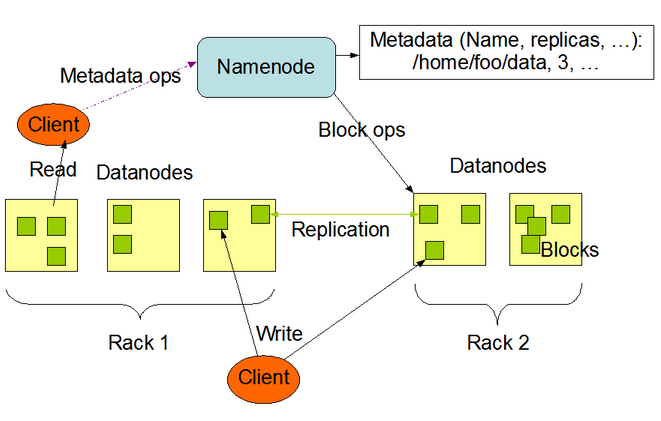 Metadata (Name, replicas, …):
/home/foo/data, 3, …
Namenode
Metadata ops
Client
Block ops
Read
Datanodes
Datanodes
Replication
Blocks
Rack 1
Write
Rack 2
Client